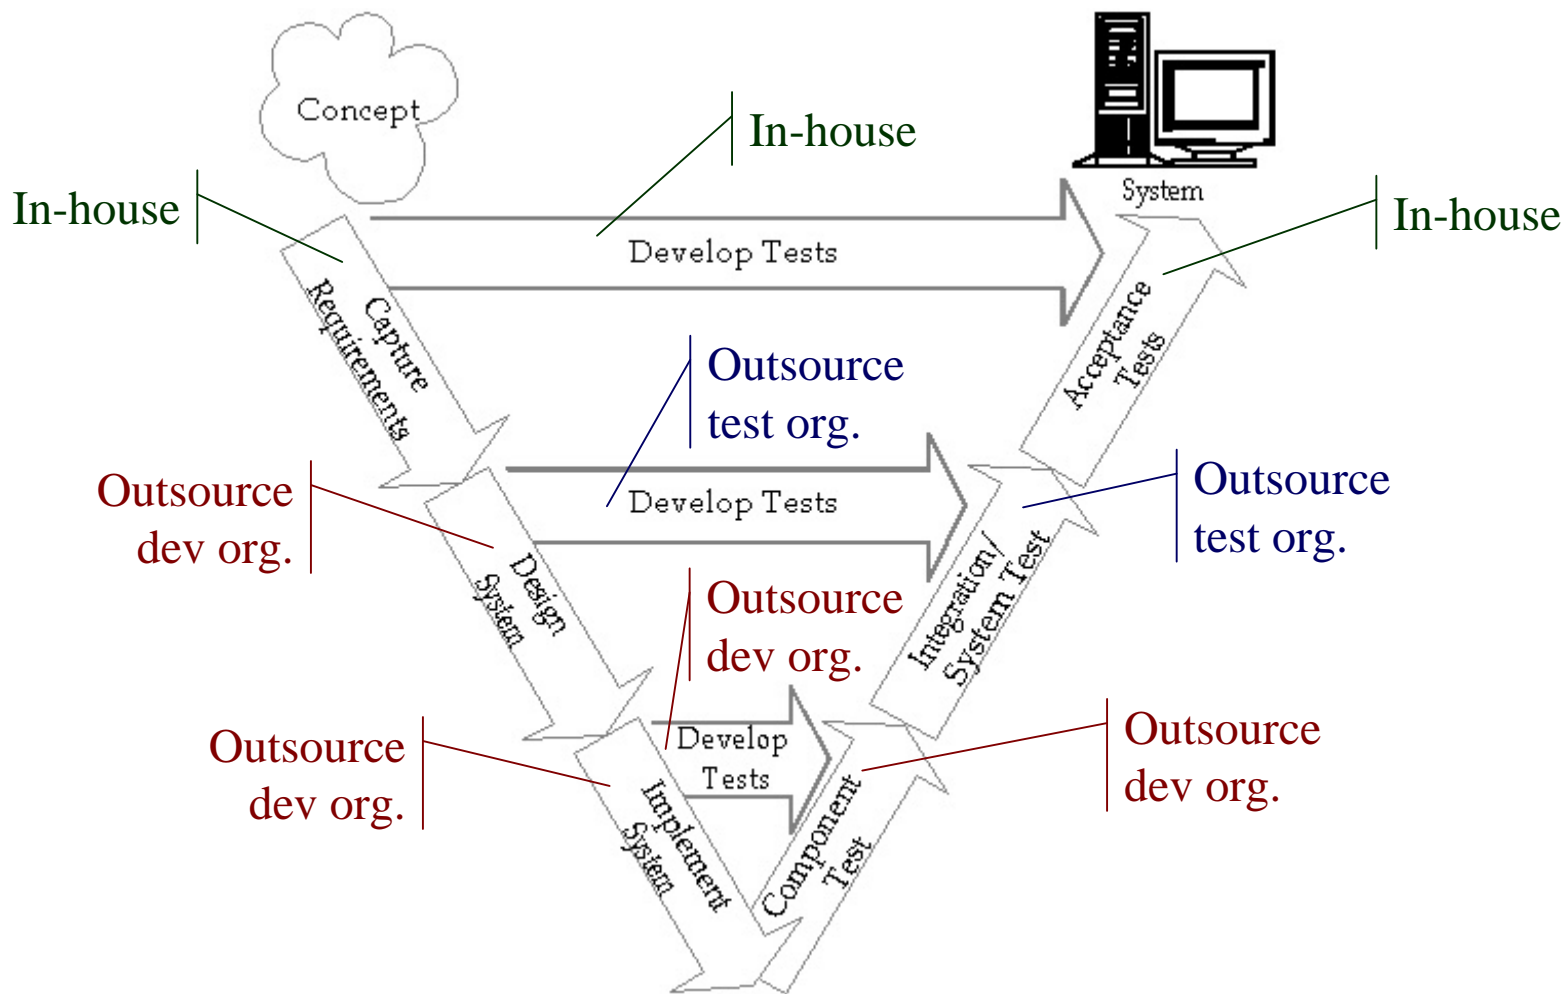 Concept
In-house
System
In-house
In-house
Develop Tests
Capture
Requirements
Acceptance
Tests
Outsource
test org.
Outsource
dev org.
Develop Tests
Outsource
test org.
Design
System
Integration/
System Test
Outsource
dev org.
Outsource
dev org.
Develop
Tests
Outsource
dev org.
Implement
System
Component
Test